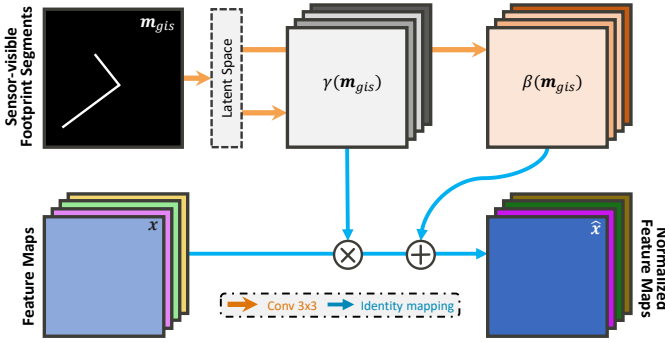 Sensor-visible
Footprint Segments
m_gis
Latent Space
γ(m_gis)
β(m_gis)
Feature Maps
x
x̂
Normalized
Feature Maps
Conv 3x3
Identity mapping